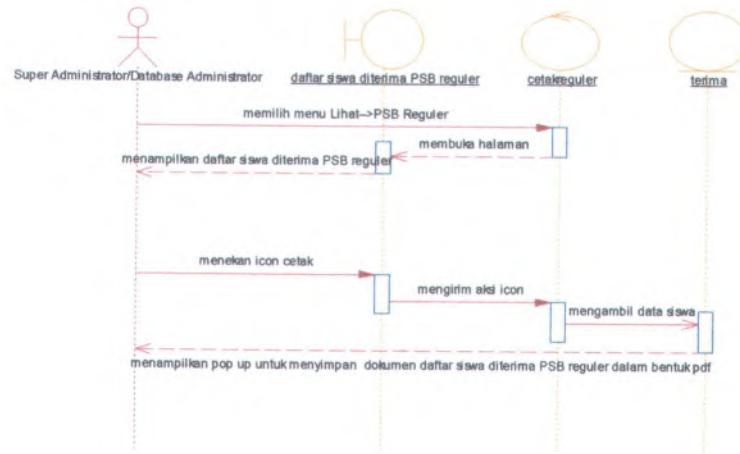 Super Administrator/Database Administrator
daftar siswa diterima PSB reguler
cetakreguler
terima
memilih menu Lihat-->PSB Reguler
membuka halaman
menampilkan daftar siswa diterima PSB reguler
menekan icon cetak
mengirim aksi icon
mengambil data siswa
menampilkan pop up untuk menyimpan dokumen daftar siswa diterima PSB reguler dalam bentuk pdf